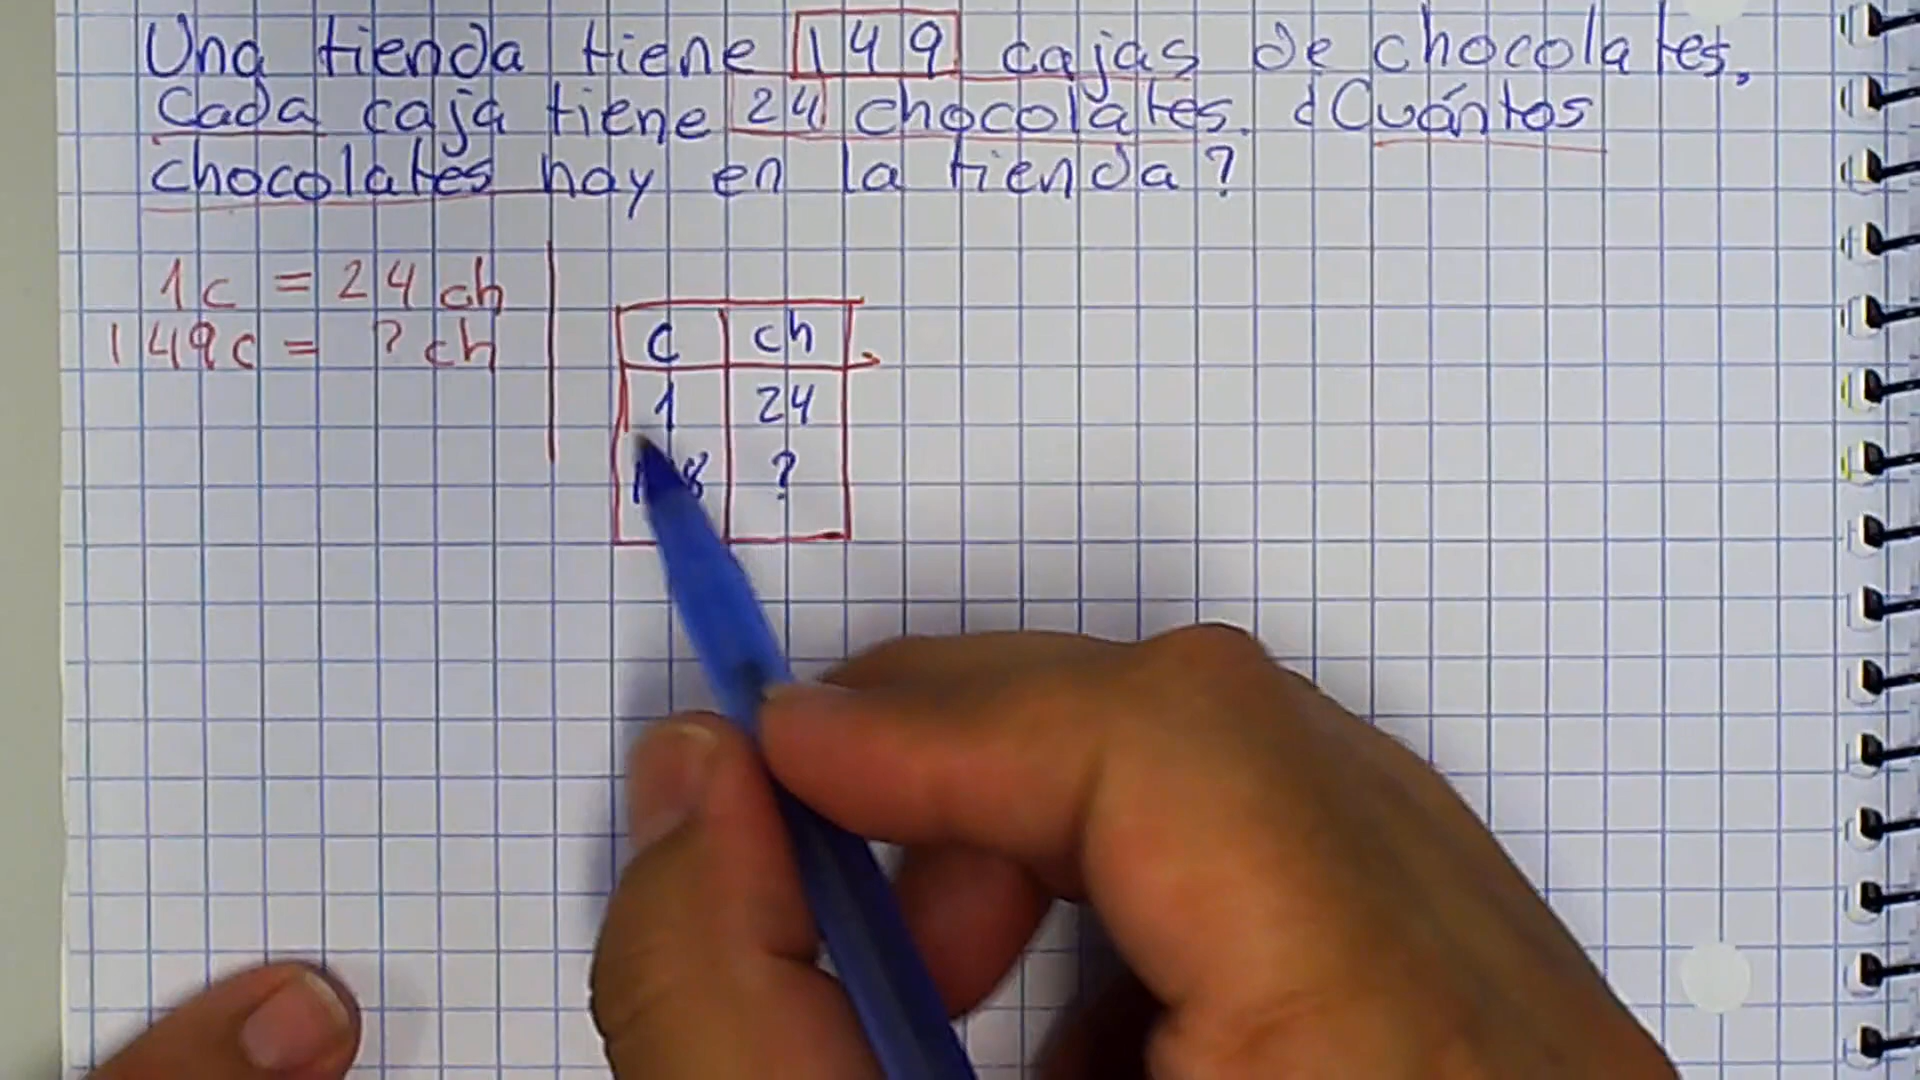 Una tienda tiene 149 cajas de chocolates.
Cada caja tiene 24 chocolates. ¿Cuántos
chocolates hay en la tienda?
1c = 24 ch
149c = ? ch
c ch
1 24
?